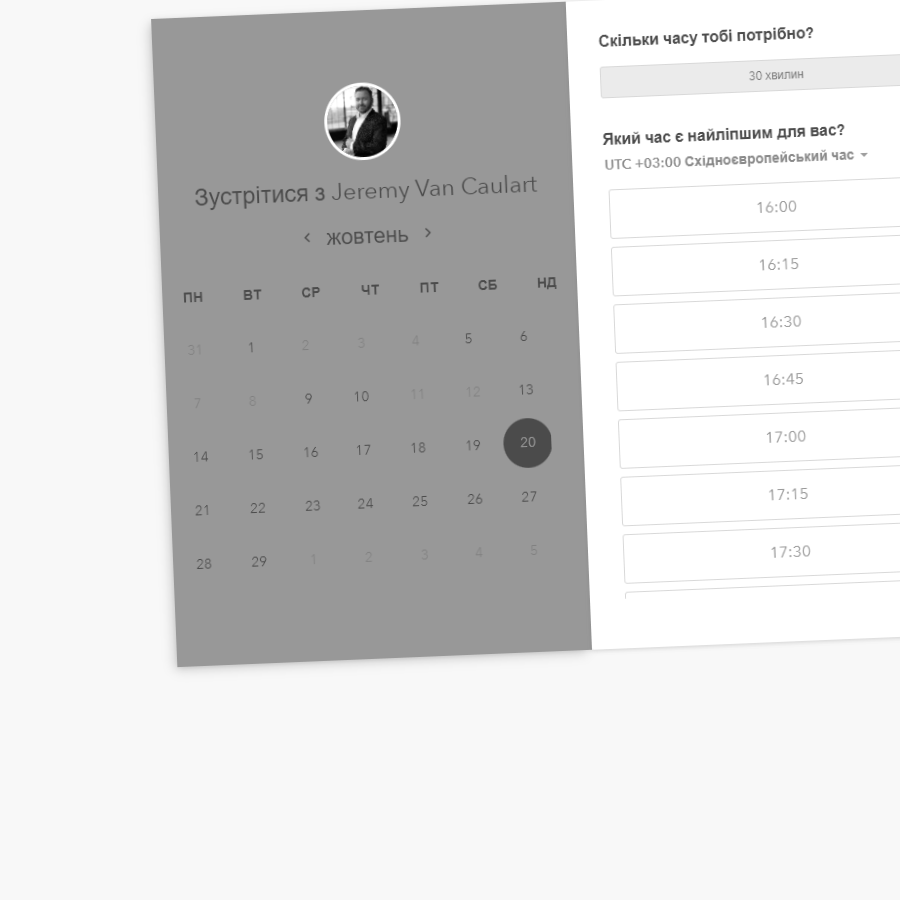 Зустрітися з Jeremy Van Caulart
жовтень
ПН ВТ СР ЧТ ПТ СБ НД
31 1 2 3 4 5 6
7 8 9 10 11 12 13
14 15 16 17 18 19 20
21 22 23 24 25 26 27
28 29 1 2 3 4 5
Скільки часу тобі потрібно?
30 хвилин
Який час є найліпшим для вас?
UTC +03:00 Східноєвропейський час
16:00
16:15
16:30
16:45
17:00
17:15
17:30